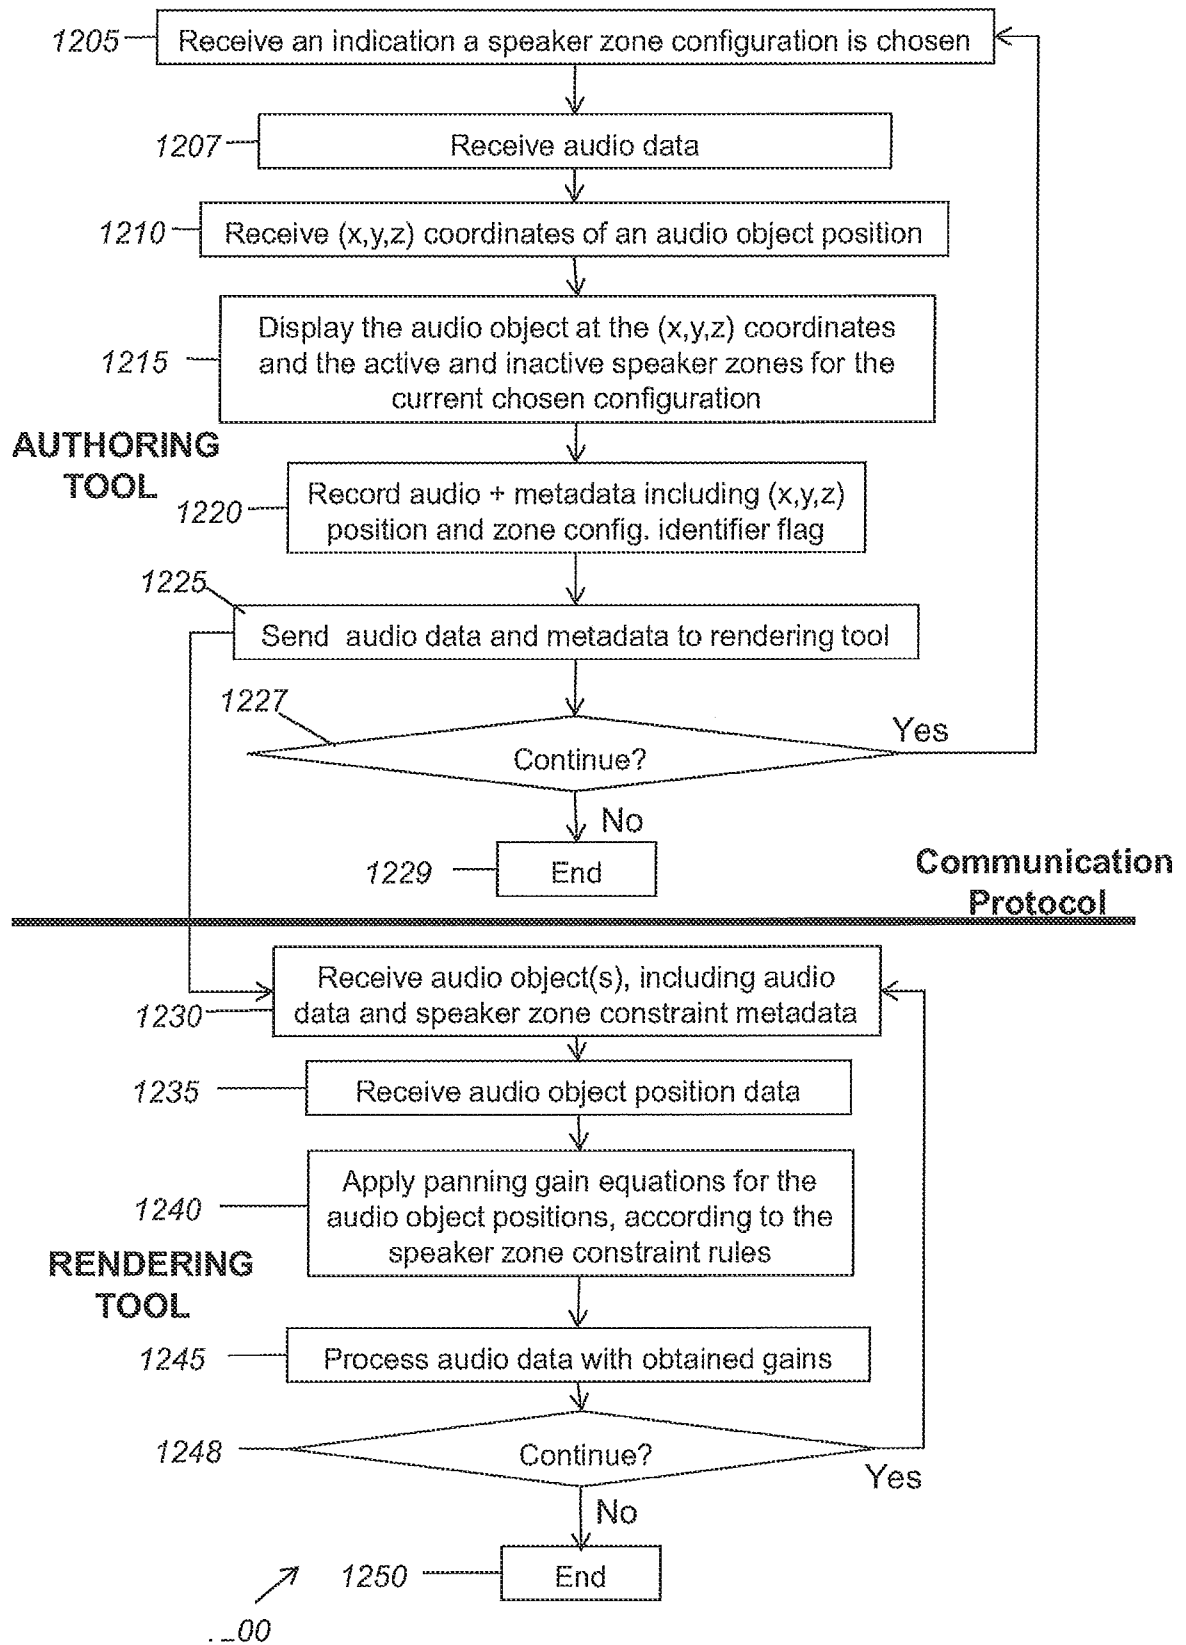 1205
Receive an indication a speaker zone configuration is chosen
1207
Receive audio data
1210
Receive (x,y,z) coordinates of an audio object position
1215
Display the audio object at the (x,y,z) coordinates
and the active and inactive speaker zones for the
current chosen configuration
AUTHORING
TOOL
1220
Record audio + metadata including (x,y,z)
position and zone config. identifier flag
1225
Send audio data and metadata to rendering tool
1227
Continue?
Yes
No
1229
End
Communication
Protocol
1230
Receive audio object(s), including audio
data and speaker zone constraint metadata
1235
Receive audio object position data
1240
Apply panning gain equations for the
audio object positions, according to the
speaker zone constraint rules
RENDERING
TOOL
1245
Process audio data with obtained gains
1248
Continue?
Yes
No
1250
End